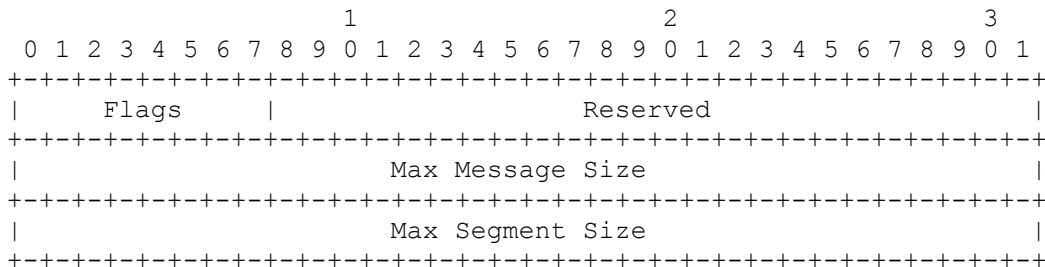 1                   2                   3
 0 1 2 3 4 5 6 7 8 9 0 1 2 3 4 5 6 7 8 9 0 1 2 3 4 5 6 7 8 9 0 1
+-+-+-+-+-+-+-+-+-+-+-+-+-+-+-+-+-+-+-+-+-+-+-+-+-+-+-+-+-+-+-+-+
|     Flags     |                   Reserved                    |
+-+-+-+-+-+-+-+-+-+-+-+-+-+-+-+-+-+-+-+-+-+-+-+-+-+-+-+-+-+-+-+-+
|                       Max Message Size                        |
+-+-+-+-+-+-+-+-+-+-+-+-+-+-+-+-+-+-+-+-+-+-+-+-+-+-+-+-+-+-+-+-+
|                       Max Segment Size                        |
+-+-+-+-+-+-+-+-+-+-+-+-+-+-+-+-+-+-+-+-+-+-+-+-+-+-+-+-+-+-+-+-+